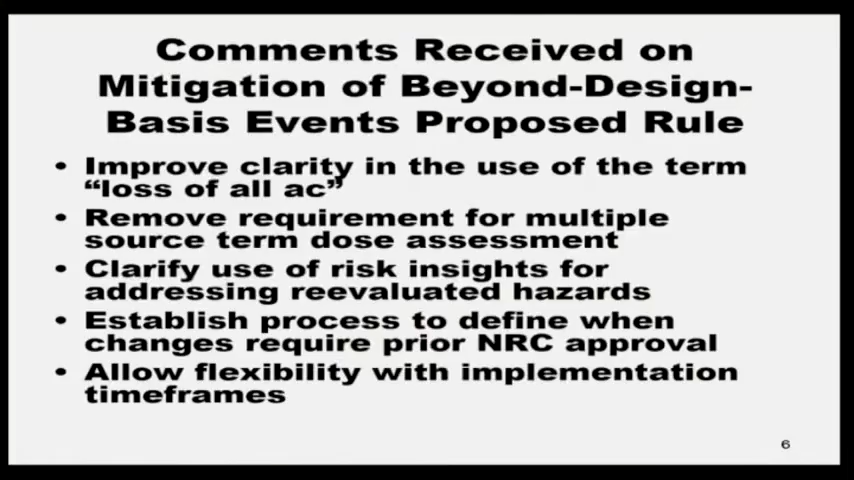 Comments Received on
Mitigation of Beyond-Design-
Basis Events Proposed Rule
• Improve clarity in the use of the term
“loss of all ac”
• Remove requirement for multiple
source term dose assessment
• Clarify use of risk insights for
addressing reevaluated hazards
• Establish process to define when
changes require prior NRC approval
• Allow flexibility with implementation
timeframes
6